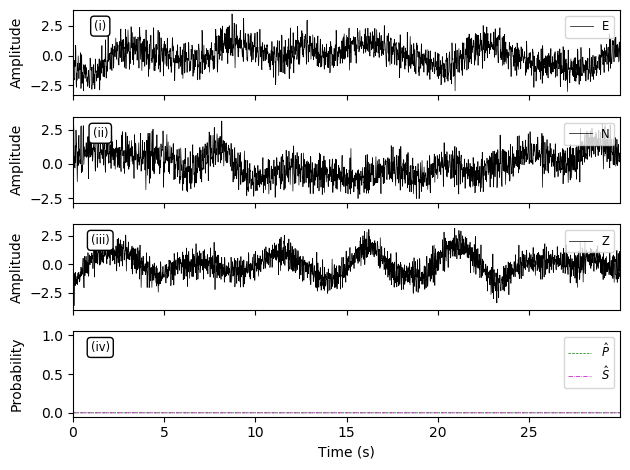 Amplitude
2.5
0.0
−2.5
(i)
E
Amplitude
2.5
0.0
−2.5
(ii)
N
Amplitude
2.5
0.0
−2.5
(iii)
Z
Probability
1.0
0.5
0.0
(iv)
P̂
Ŝ
0 5 10 15 20 25
Time (s)